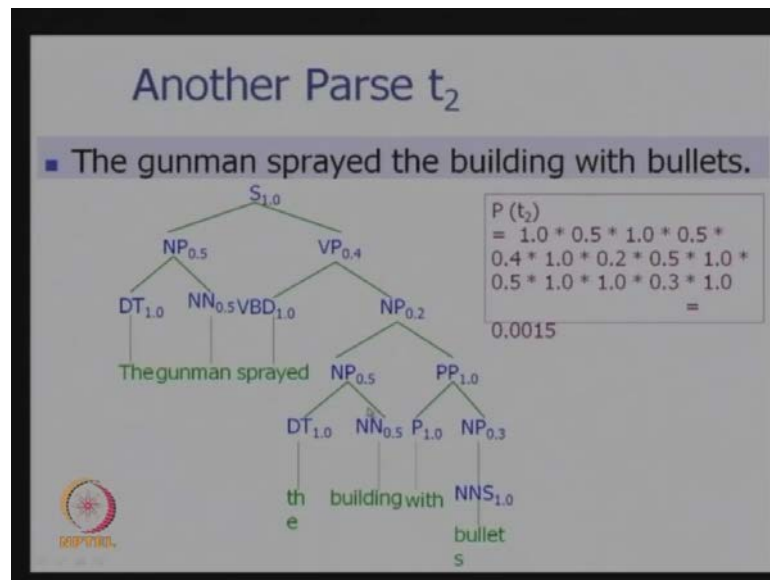 Another Parse t₂
▪ The gunman sprayed the building with bullets.
S₁.₀
P (t₂)
= 1.0 * 0.5 * 1.0 * 0.5 *
0.4 * 1.0 * 0.2 * 0.5 * 1.0 *
0.5 * 1.0 * 1.0 * 0.3 * 1.0
=
0.0015
NP₀.₅ VP₀.₄
DT₁.₀ NN₀.₅ VBD₁.₀ NP₀.₂
The gunman sprayed NP₀.₅ PP₁.₀
DT₁.₀ NN₀.₅ P₁.₀ NP₀.₃
th building with NNS₁.₀
e
bullet
s
NPTEL